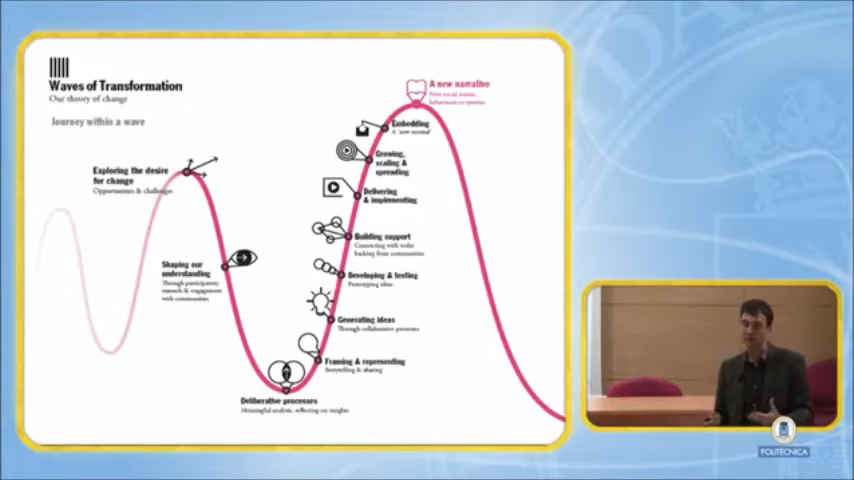 Waves of Transformation
Our theory of change
Journey within a wave
A new narrative
New social norms,
behaviours or systems
Embedding
A 'new normal'
Growing,
scaling &
spreading
Exploring the desire
for change
Opportunities & challenges
Delivering
& implementing
Building support
Connecting with wider
backing from communities
Shaping our
understanding
Through participatory
research & engagement
with communities
Developing & testing
Prototyping ideas
Generating ideas
Through collaborative processes
Framing & representing
Storytelling & sharing
Deliberative processes
Meaningful analysis, reflecting on insights
POLITÉCNICA